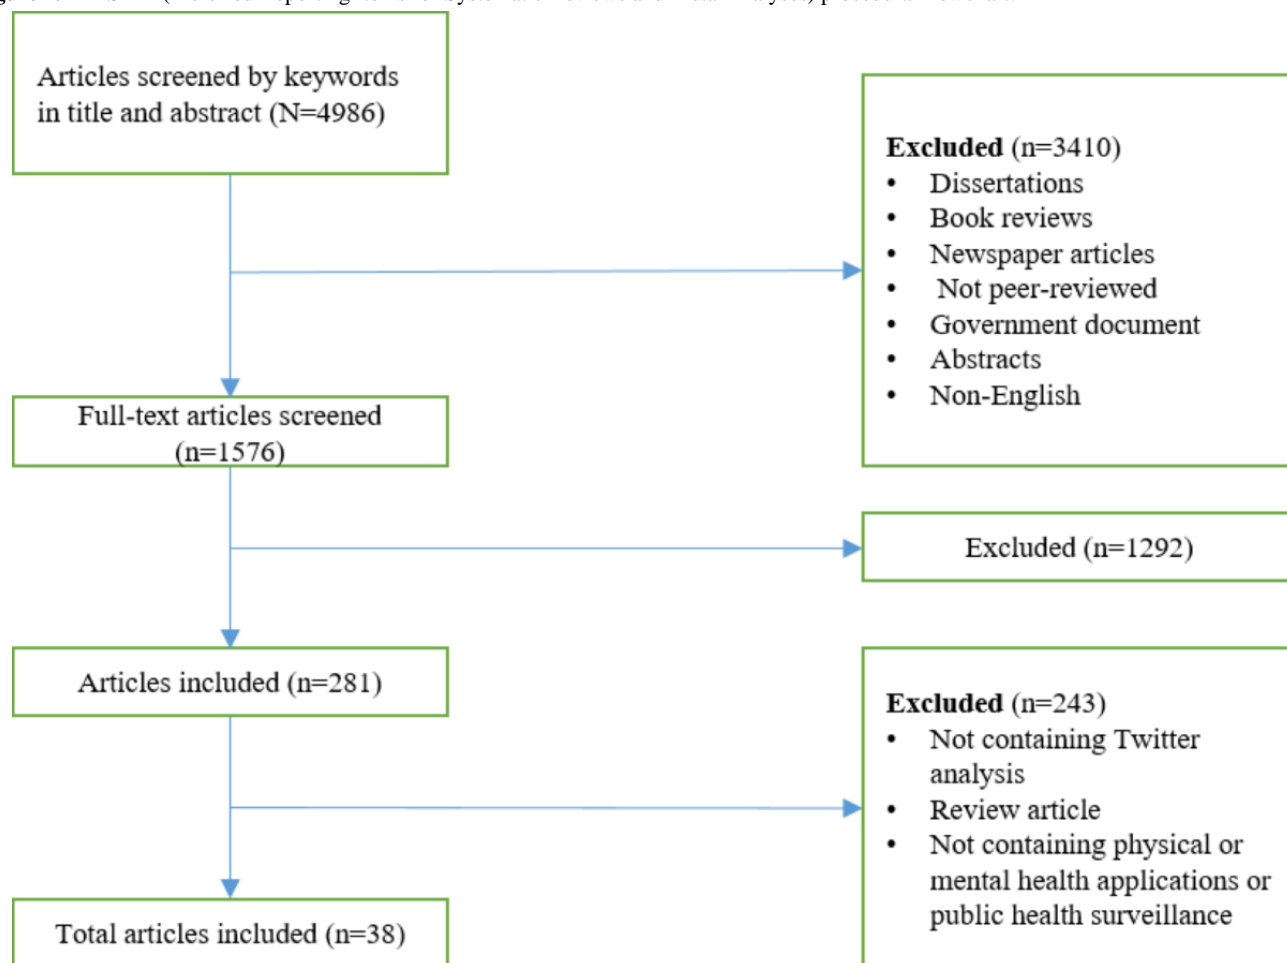 Articles screened by keywords
in title and abstract (N=4986)
Excluded (n=3410)
• Dissertations
• Book reviews
• Newspaper articles
• Not peer-reviewed
• Government document
• Abstracts
• Non-English
Full-text articles screened
(n=1576)
Excluded (n=1292)
Articles included (n=281)
Excluded (n=243)
• Not containing Twitter
analysis
• Review article
• Not containing physical or
mental health applications or
public health surveillance
Total articles included (n=38)